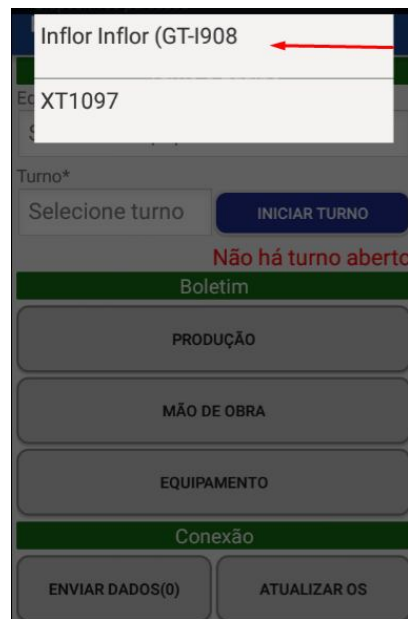 Inflor Inflor (GT-I908
XT1097
Turno*
Selecione turno
INICIAR TURNO
Não há turno aberto
Boletim
PRODUÇÃO
MÃO DE OBRA
EQUIPAMENTO
Conexão
ENVIAR DADOS(0)
ATUALIZAR OS